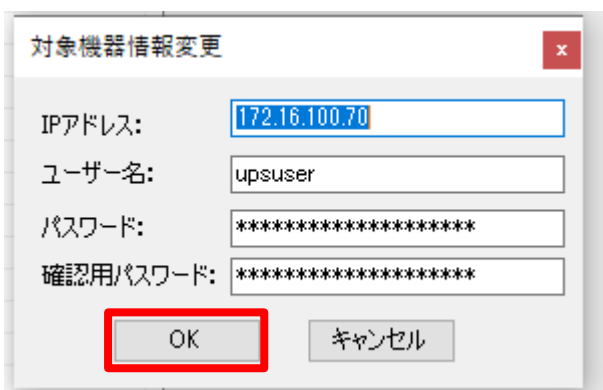 対象機器情報変更
x
IPアドレス: 172.16.100.70
ユーザー名: upsuser
パスワード: ********************
確認用パスワード: ********************
OK キャンセル